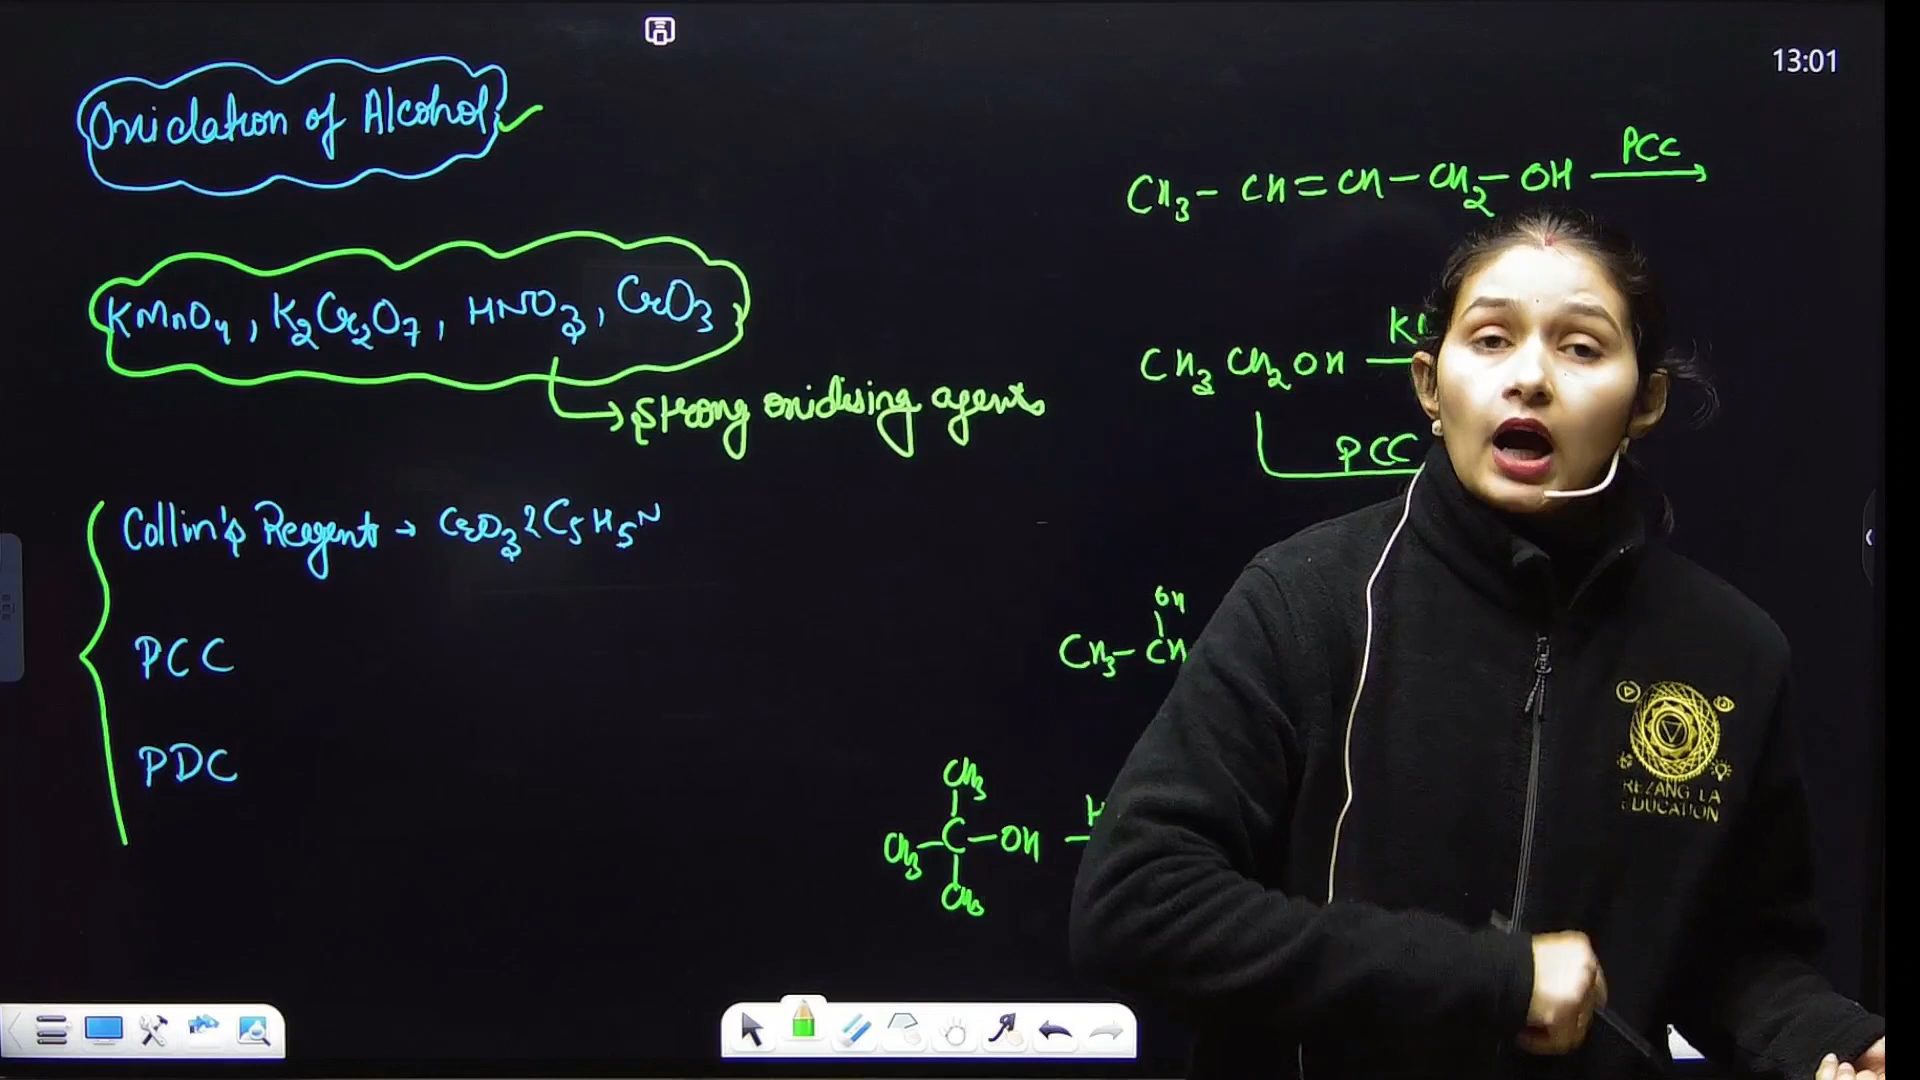 13:01
Oxidation of Alcohol
KMnO4, K2Cr2O7, HNO3, CrO3
Strong oxidising agents
Collin's Reagent → CrO3 2C5H5N
PCC
PDC
CH3 - CH = CH - CH2 - OH PCC →
CH3 CH2 OH
PCC
OH
CH3 - CH
CH3
CH3 - C - OH
CH3
REZANG LA
EDUCATION